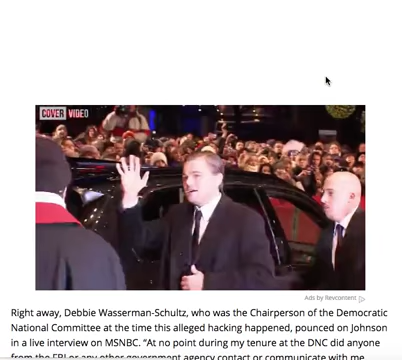 COVER VIDEO
Ads by Revcontent
Right away, Debbie Wasserman-Schultz, who was the Chairperson of the Democratic
National Committee at the time this alleged hacking happened, pounced on Johnson
in a live interview on MSNBC. “At no point during my tenure at the DNC did anyone
from the FBI or any other government agency contact or communicate with me